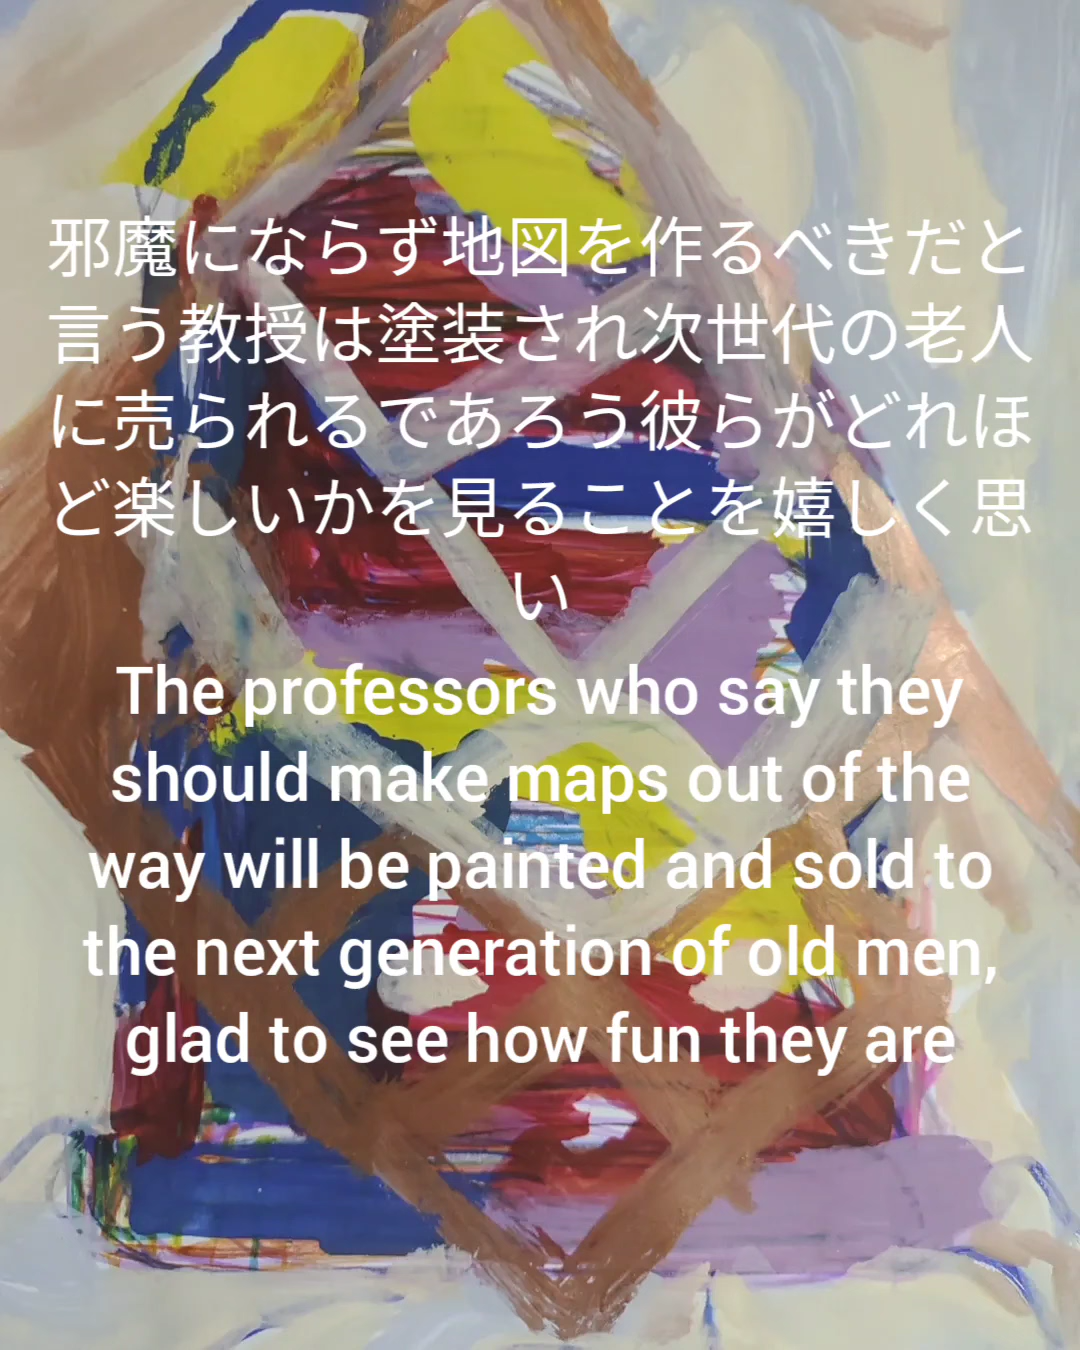 邪魔にならず地図を作るべきだと
言う教授は塗装され次世代の老人
に売られるであろう彼らがどれほ
ど楽しいかを見ることを嬉しく思
い
The professors who say they
should make maps out of the
way will be painted and sold to
the next generation of old men,
glad to see how fun they are